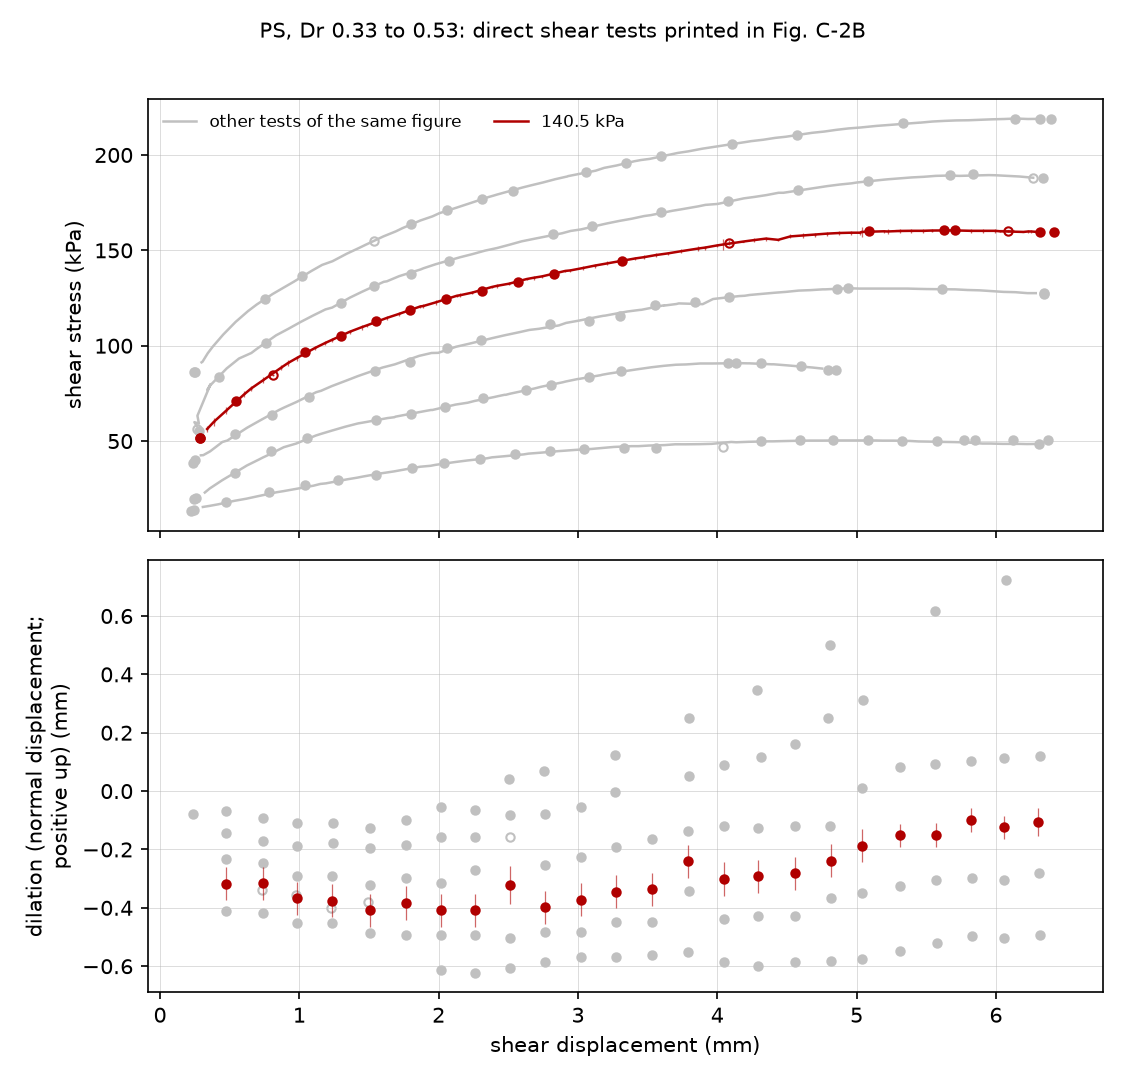 PS, Dr 0.33 to 0.53: direct shear tests printed in Fig. C-2B
other tests of the same figure
140.5 kPa
shear stress (kPa)
200
150
100
50
dilation (normal displacement;
positive up) (mm)
0.6
0.4
0.2
0.0
−0.2
−0.4
−0.6
0 1 2 3 4 5 6
shear displacement (mm)